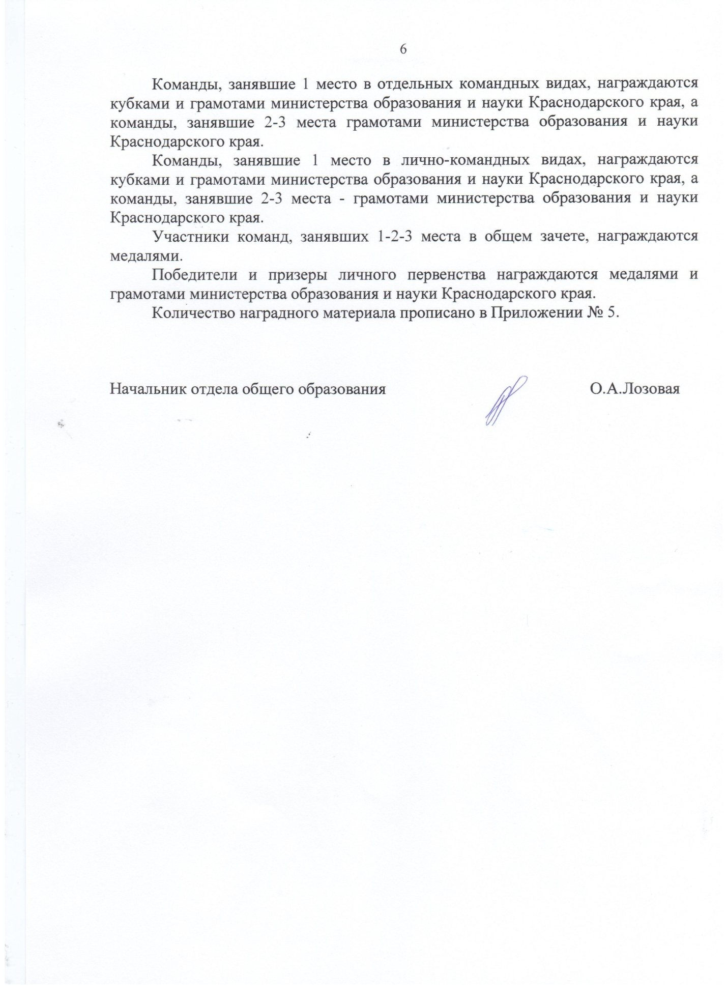 6
Команды, занявшие 1 место в отдельных командных видах, награждаются
кубками и грамотами министерства образования и науки Краснодарского края, а
команды, занявшие 2-3 места грамотами министерства образования и науки
Краснодарского края.
Команды, занявшие 1 место в лично-командных видах, награждаются
кубками и грамотами министерства образования и науки Краснодарского края, а
команды, занявшие 2-3 места - грамотами министерства образования и науки
Краснодарского края.
Участники команд, занявших 1-2-3 места в общем зачете, награждаются
медалями.
Победители и призеры личного первенства награждаются медалями и
грамотами министерства образования и науки Краснодарского края.
Количество наградного материала прописано в Приложении № 5.
Начальник отдела общего образования О.А.Лозовая